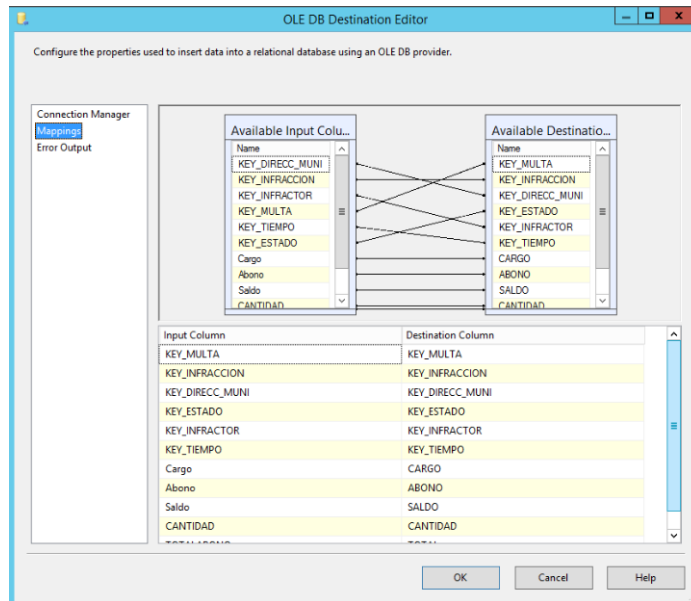 OLE DB Destination Editor
Configure the properties used to insert data into a relational database using an OLE DB provider.
Connection Manager
Mappings
Error Output
Available Input Colu...
Name
KEY_DIRECC_MUNI
KEY_INFRACCION
KEY_INFRACTOR
KEY_MULTA
KEY_TIEMPO
KEY_ESTADO
Cargo
Abono
Saldo
CANTIDAD
Available Destinatio...
Name
KEY_MULTA
KEY_INFRACCION
KEY_DIRECC_MUNI
KEY_ESTADO
KEY_INFRACTOR
KEY_TIEMPO
CARGO
ABONO
SALDO
CANTIDAD
Input Column Destination Column
KEY_MULTA KEY_MULTA
KEY_INFRACCION KEY_INFRACCION
KEY_DIRECC_MUNI KEY_DIRECC_MUNI
KEY_ESTADO KEY_ESTADO
KEY_INFRACTOR KEY_INFRACTOR
KEY_TIEMPO KEY_TIEMPO
Cargo CARGO
Abono ABONO
Saldo SALDO
CANTIDAD CANTIDAD
OK Cancel Help